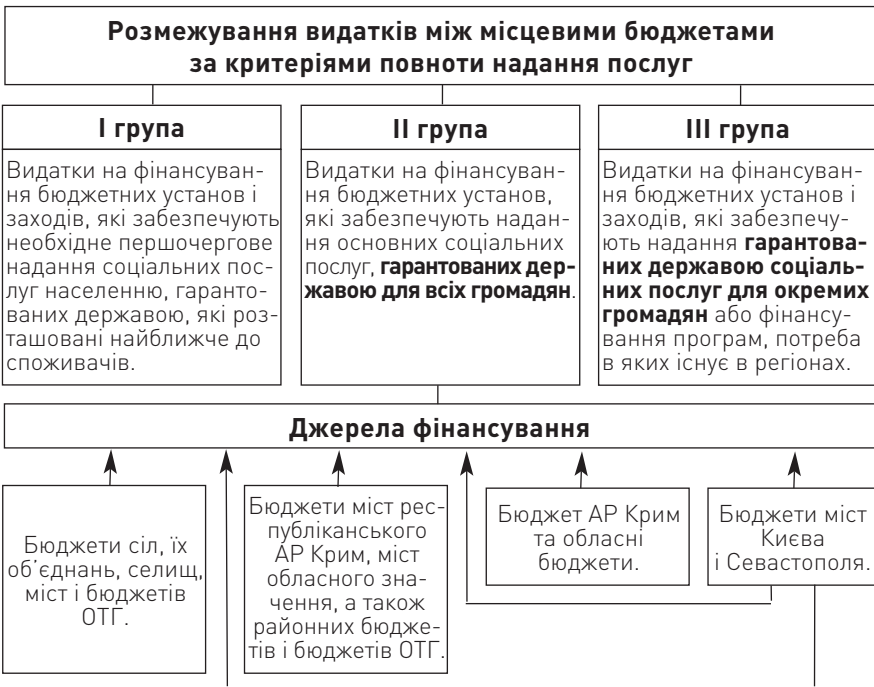 Розмежування видатків між місцевими бюджетами
за критеріями повноти надання послуг
І група
Видатки на фінансуван-
ня бюджетних установ і
заходів, які забезпечують
необхідне першочергове
надання соціальних пос-
луг населенню, гаранто-
ваних державою, які роз-
ташовані найближче до
споживачів.
ІІ група
Видатки на фінансуван-
ня бюджетних установ,
які забезпечують надан-
ня основних соціальних
послуг, гарантованих дер-
жавою для всіх громадян.
ІІІ група
Видатки на фінансуван-
ня бюджетних установ і
заходів, які забезпечу-
ють надання гарантова-
них державою соціаль-
них послуг для окремих
громадян або фінансу-
вання програм, потреба
в яких існує в регіонах.
Джерела фінансування
Бюджети сіл, їх
об’єднань, селищ,
міст і бюджетів
ОТГ.
Бюджети міст рес-
публіканського
АР Крим, міст
обласного зна-
чення, а також
районних бюдже-
тів і бюджетів ОТГ.
Бюджет АР Крим
та обласні
бюджети.
Бюджети міст
Києва
і Севастополя.